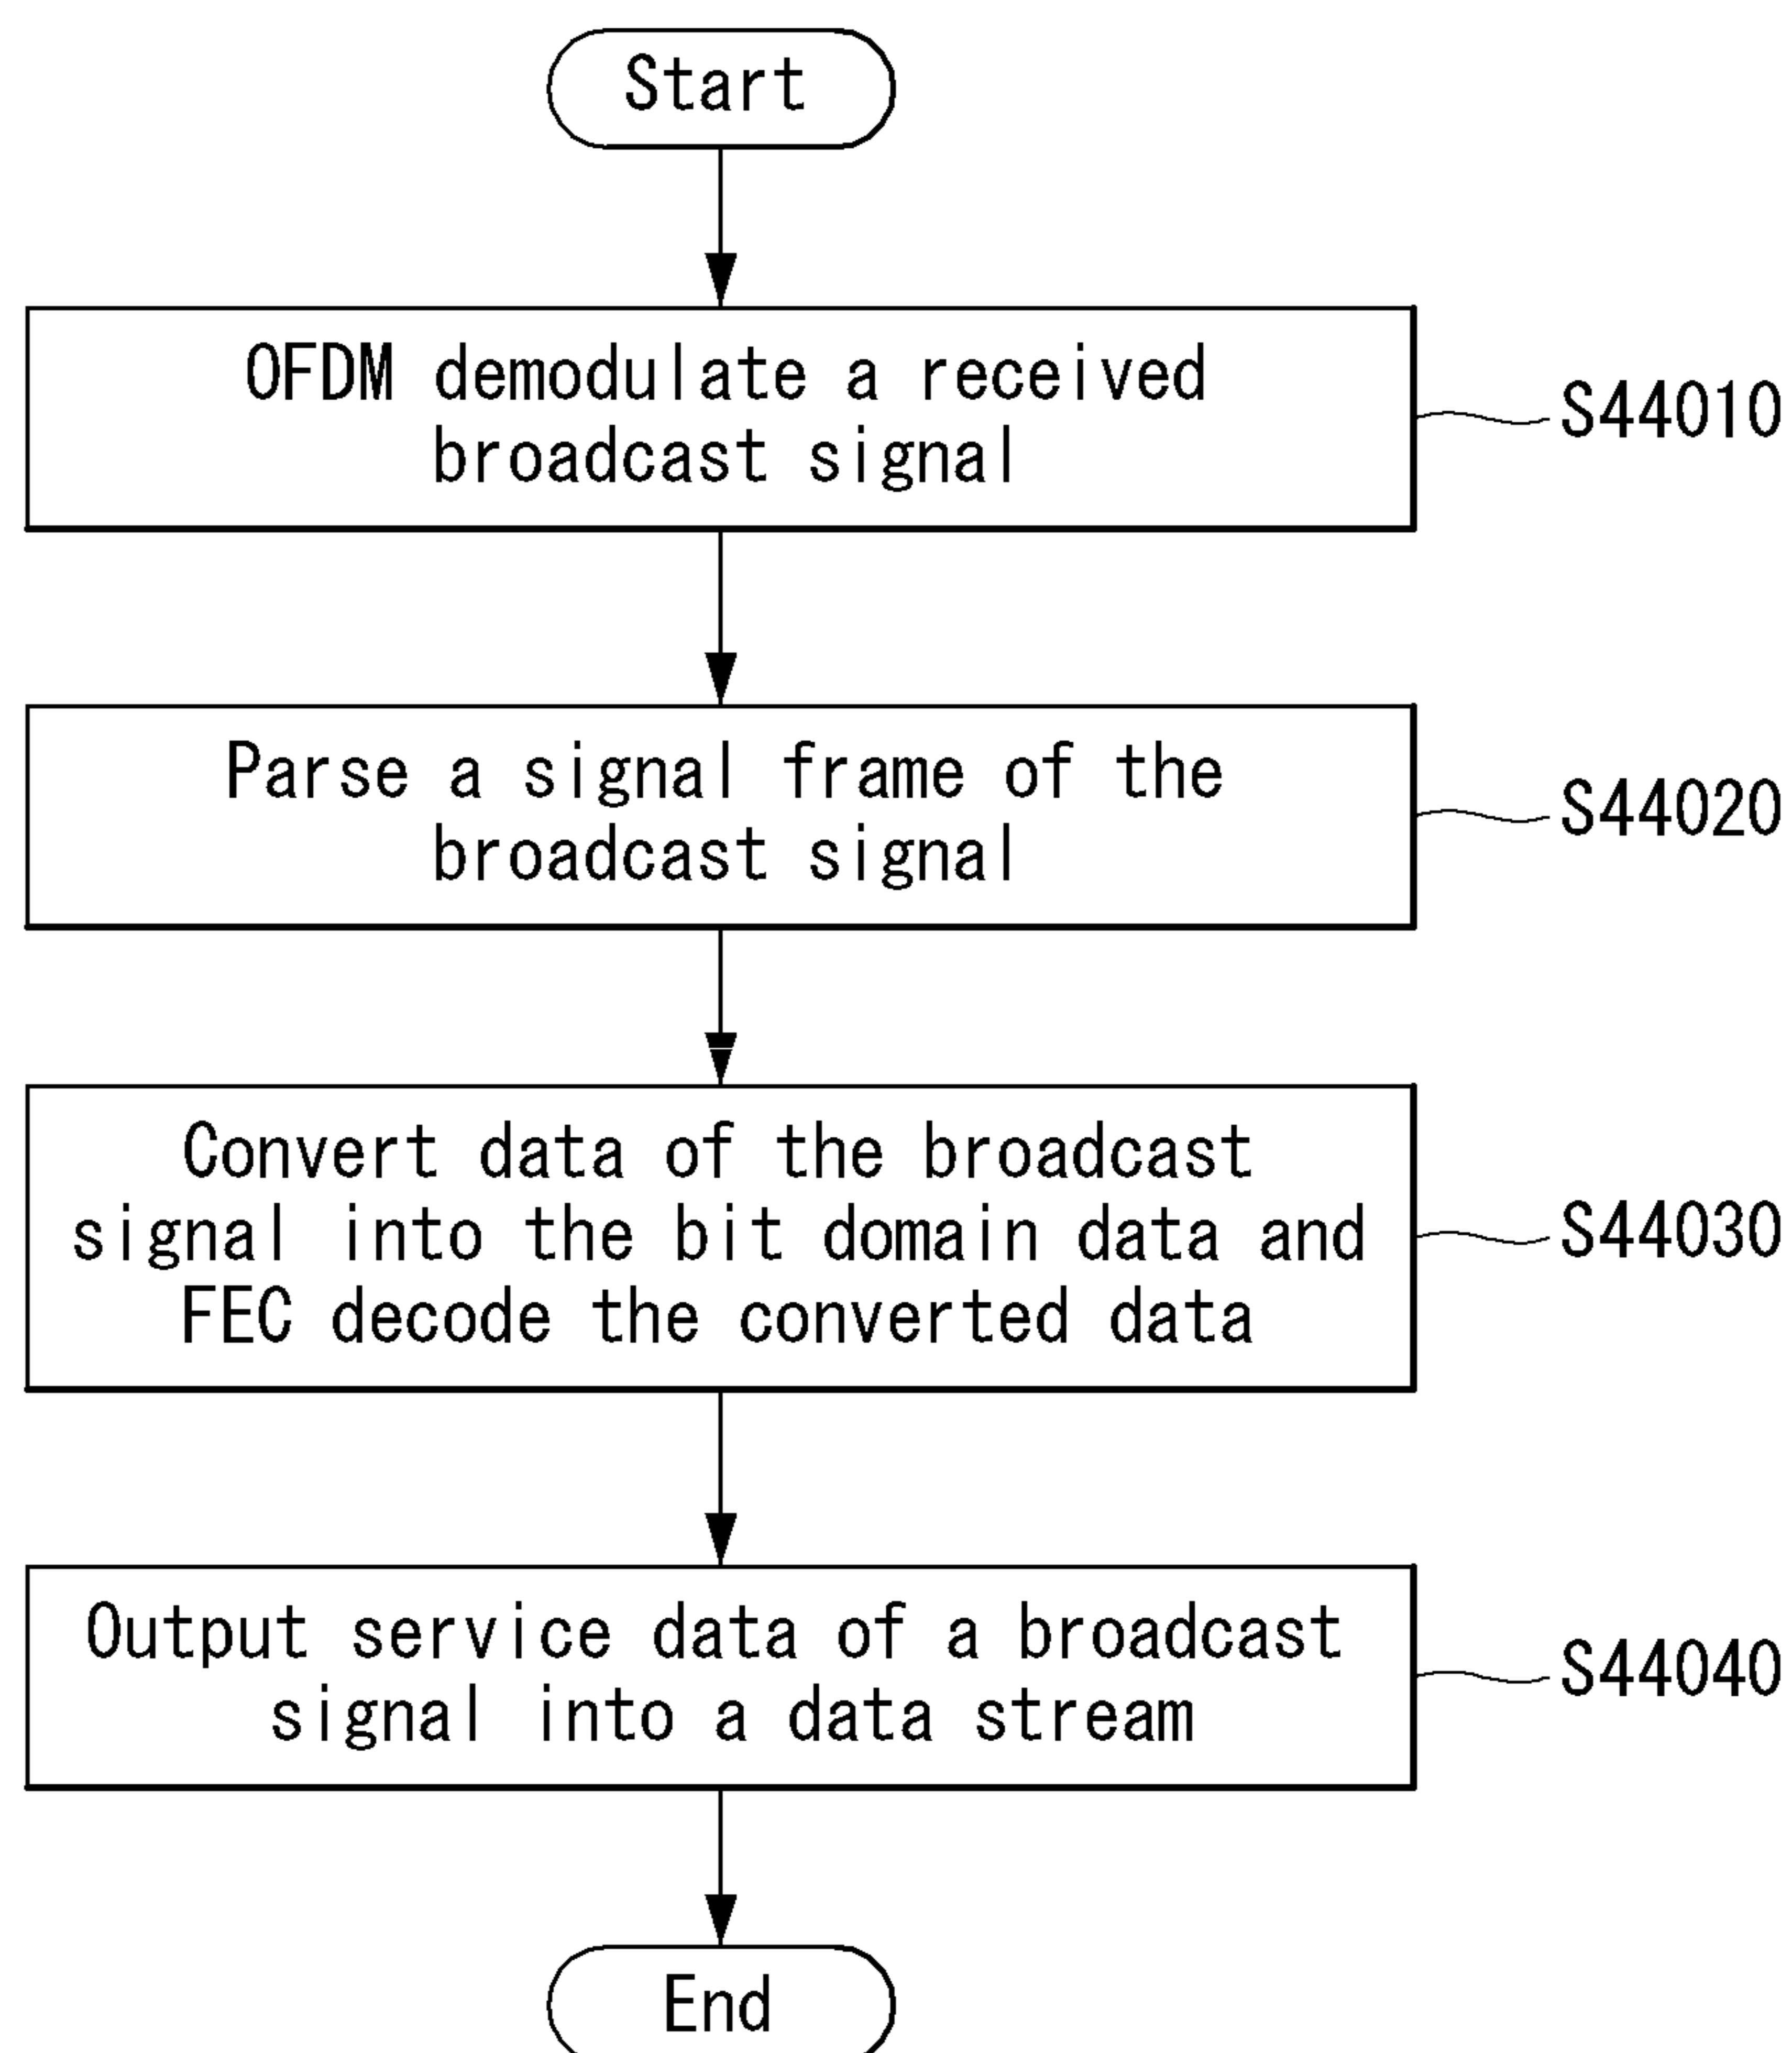 Start
OFDM demodulate a received
broadcast signal
S44010
Parse a signal frame of the
broadcast signal
S44020
Convert data of the broadcast
signal into the bit domain data and
FEC decode the converted data
S44030
Output service data of a broadcast
signal into a data stream
S44040
End